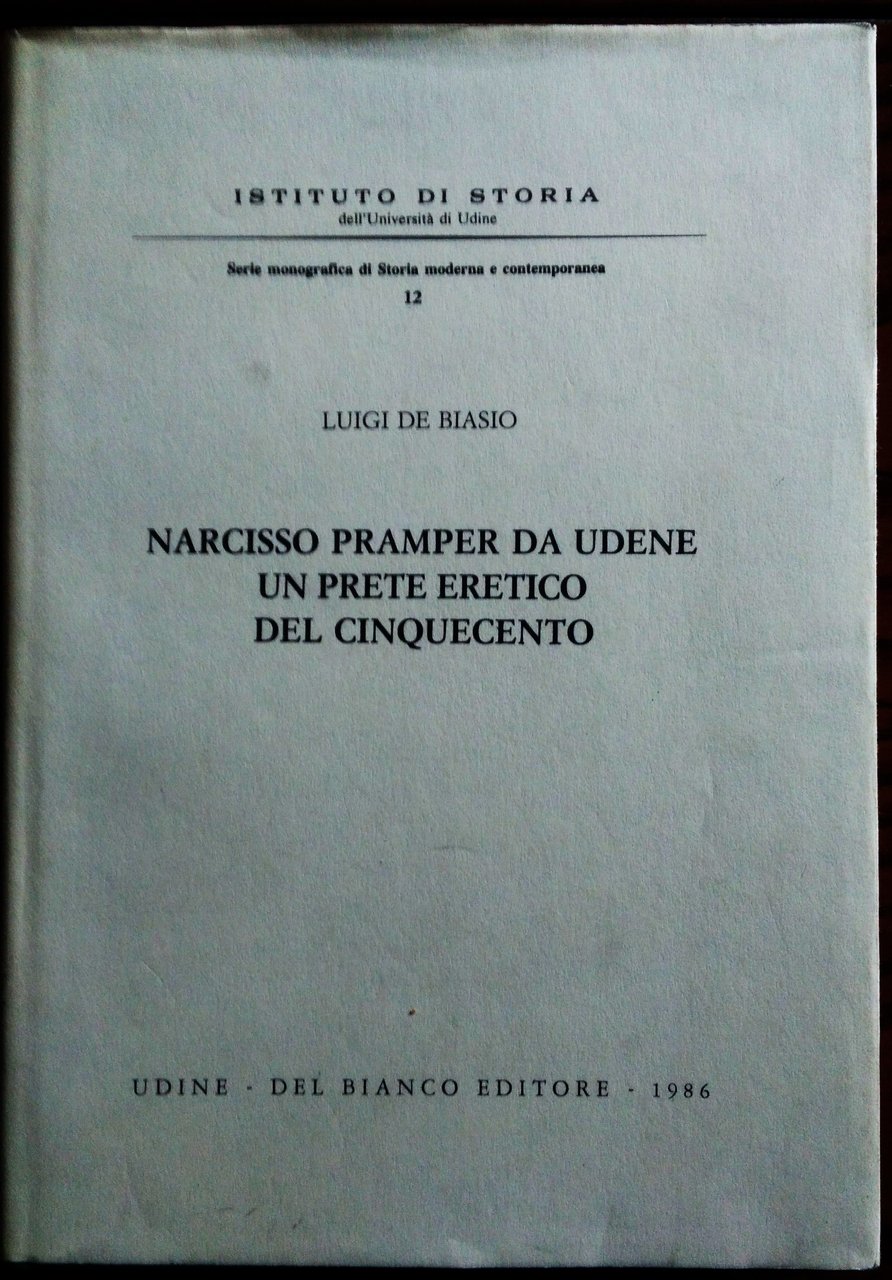 ISTITUTO DI STORIA
dell'Università di Udine
Serie monografica di Storia moderna e contemporanea
12
LUIGI DE BIASIO
NARCISSO PRAMPER DA UDENE
UN PRETE ERETICO
DEL CINQUECENTO
UDINE - DEL BIANCO EDITORE - 1986